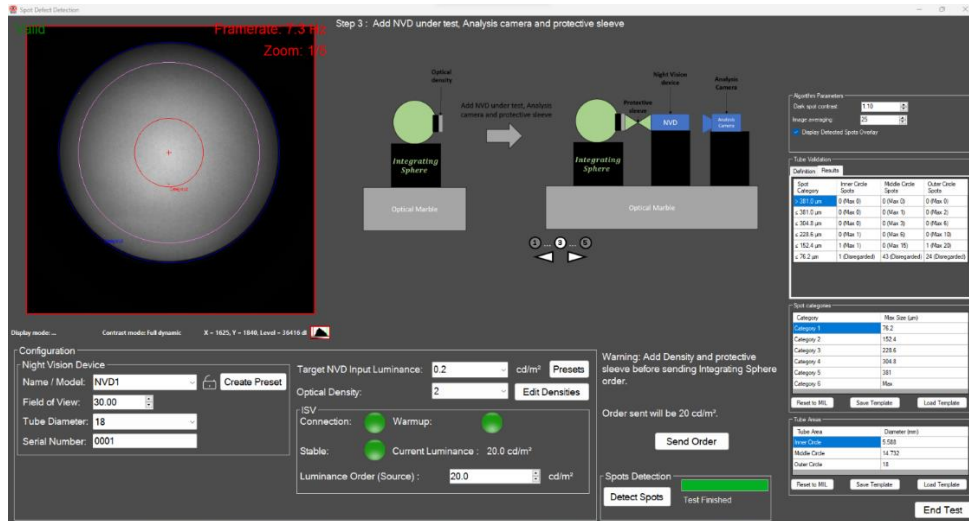 Spot Defect Detection
Valid
Framerate: 7.3 Hz
Zoom: 1/6
Step 3 : Add NVD under test, Analysis camera and protective sleeve
Optical density
Integrating Sphere
Optical Marble
Add NVD under test, Analysis camera and protective sleeve
Protective sleeve
Night Vision device
Analysis Camera
NVD
Analysis Camera
Integrating Sphere
Optical Marble
1 ... 3 ... 5
Display mode: ...
Contrast mode: Full dynamic
X = 1625, Y = 1840, Level = 36416 dl
Configuration
Night Vision Device
Name / Model: NVD1
Create Preset
Field of View: 30.00
Tube Diameter: 18
Serial Number: 0001
Target NVD Input Luminance: 0.2 cd/m² Presets
Optical Density: 2 Edit Densities
ISV
Connection: Warmup:
Stable: Current Luminance : 20.0 cd/m²
Luminance Order (Source) : 20.0 cd/m²
Warning: Add Density and protective
sleeve before sending Integrating Sphere
order.
Order sent will be 20 cd/m².
Send Order
Spots Detection
Detect Spots
Test Finished
Algorithm Parameters
Dark spot contrast 1.10
Image averaging 25
Display Detected Spots Overlay
Tube Validation
Definition Results
Spot Category Inner Circle Spots Middle Circle Spots Outer Circle Spots
> 381.0 µm 0 (Max 0) 0 (Max 0) 0 (Max 0)
≤ 381.0 µm 0 (Max 0) 0 (Max 1) 0 (Max 2)
≤ 304.8 µm 0 (Max 0) 0 (Max 3) 0 (Max 6)
≤ 228.6 µm 0 (Max 1) 0 (Max 6) 0 (Max 10)
≤ 152.4 µm 1 (Max 1) 0 (Max 15) 1 (Max 20)
≤ 76.2 µm 1 (Disregarded) 43 (Disregarded) 24 (Disregarded)
Spot categories
Category Max Size (µm)
Category 1 76.2
Category 2 152.4
Category 3 228.6
Category 4 304.8
Category 5 381
Category 6 Max
Reset to MIL Save Template Load Template
Tube Areas
Tube Area Diameter (mm)
Inner Circle 5.588
Middle Circle 14.732
Outer Circle 18
Reset to MIL Save Template Load Template
End Test